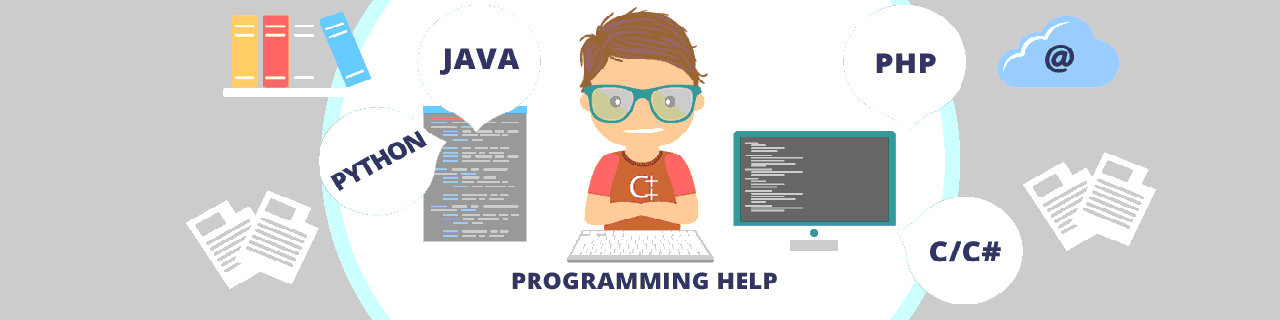 JAVA
PHP
@
PYTHON
C‡
C/C#
PROGRAMMING HELP